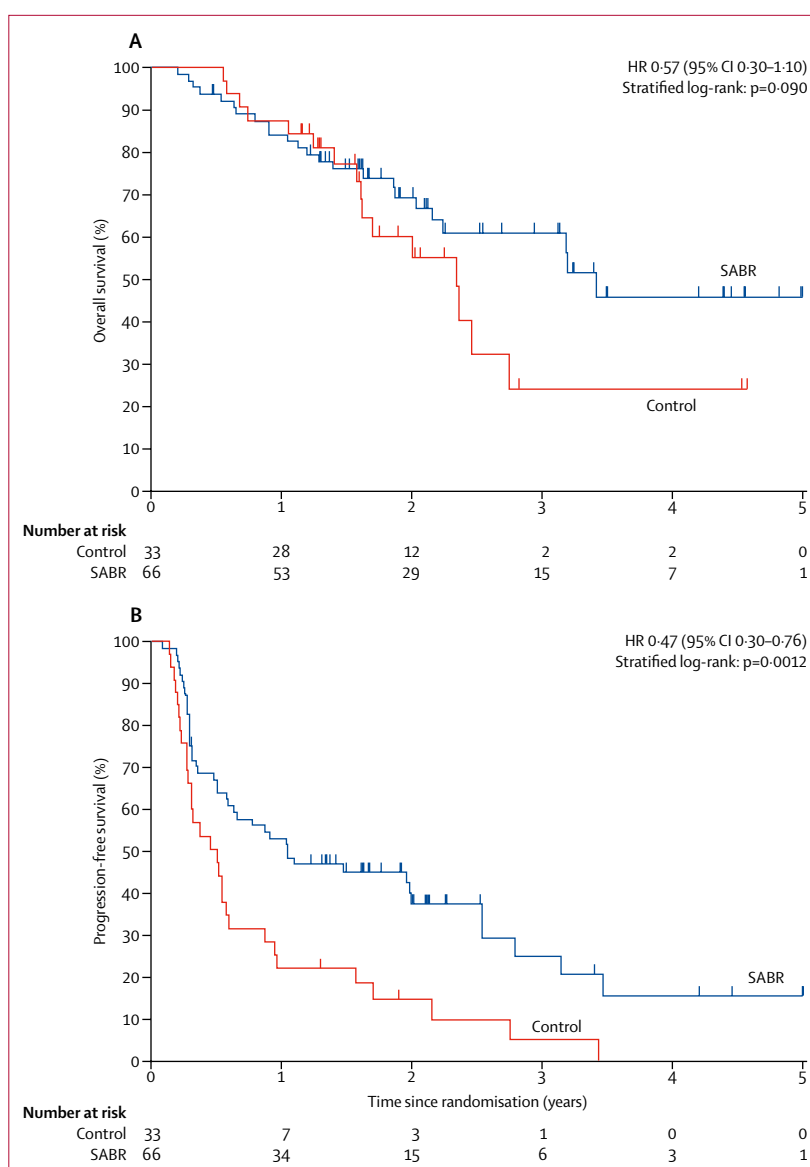 A
HR 0·57 (95% CI 0·30–1·10)
Stratified log-rank: p=0·090
100
90
80
70
60
50
40
30
20
10
0
Overall survival (%)
SABR
Control
0 1 2 3 4 5
Number at risk
Control 33 28 12 2 2 0
SABR 66 53 29 15 7 1
B
HR 0·47 (95% CI 0·30–0·76)
Stratified log-rank: p=0·0012
100
90
80
70
60
50
40
30
20
10
0
Progression-free survival (%)
SABR
Control
0 1 2 3 4 5
Time since randomisation (years)
Number at risk
Control 33 7 3 1 0 0
SABR 66 34 15 6 3 1